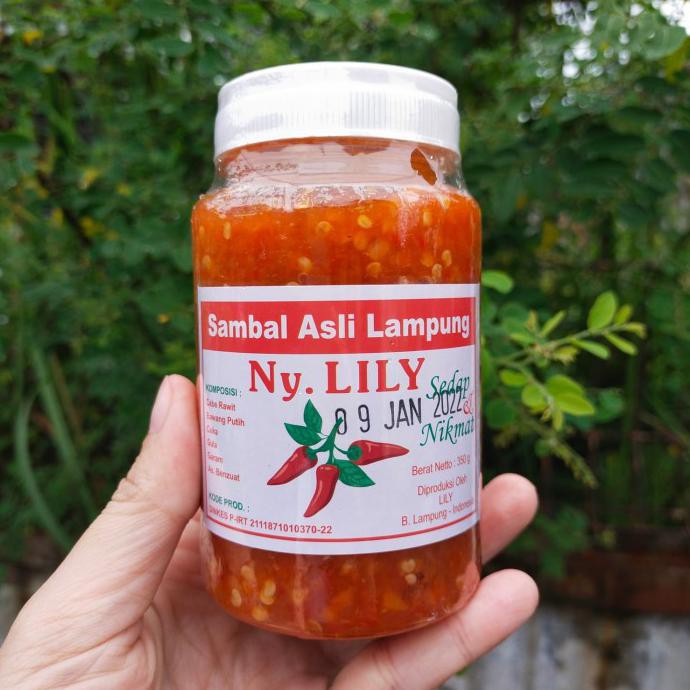 Sambal Asli Lampung
Ny. LILY
Sedap
&
Nikmat
09 JAN 2022
KOMPOSISI :
Cabe Rawit
Bawang Putih
Cuka
Gula
Garam
As. Benzuat
Berat Netto : 350 g
Diproduksi Oleh
LILY
B. Lampung - Indonesia
KODE PROD. :
DINKES P-IRT 2111871010370-22